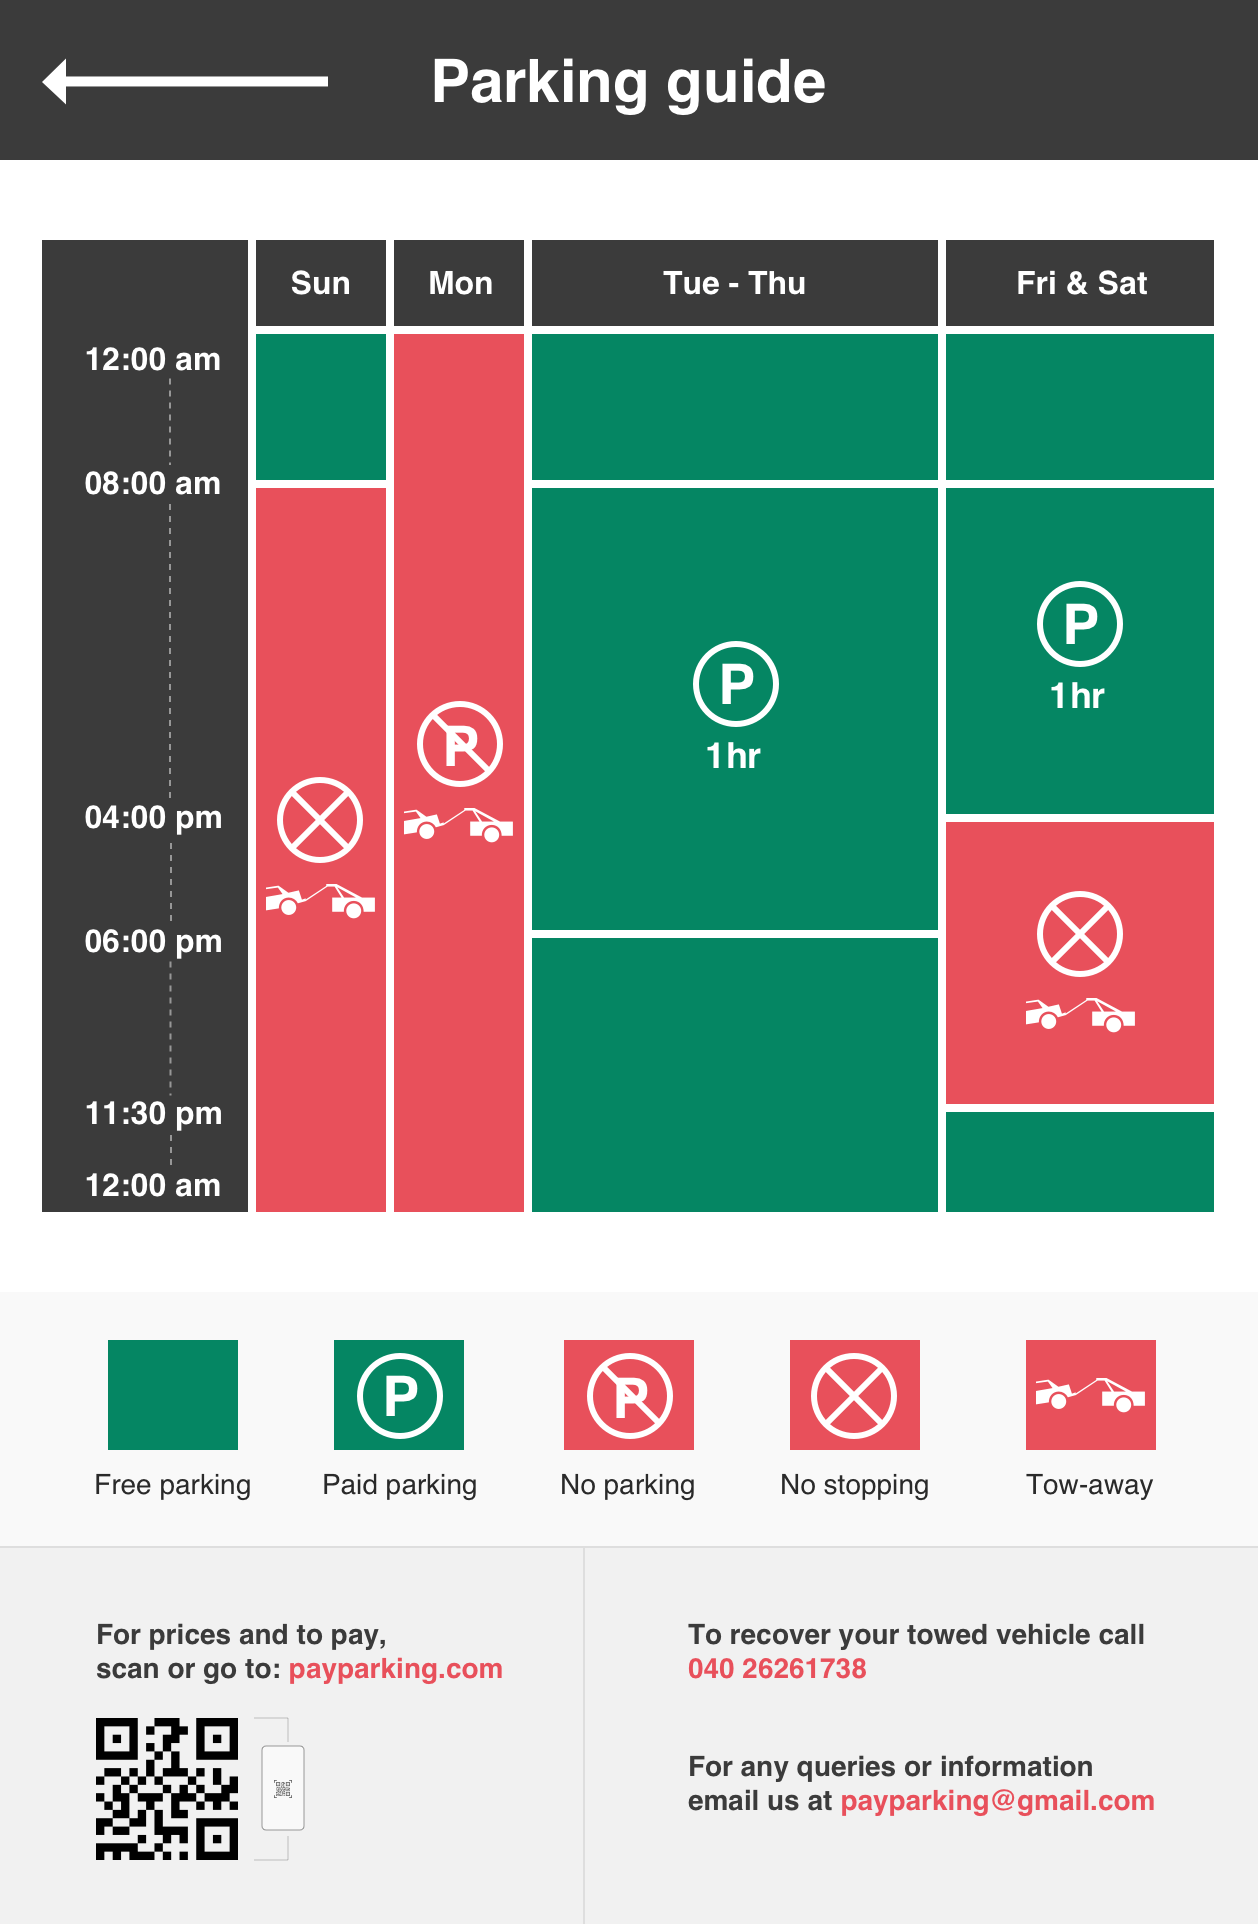 Parking guide
Sun Mon Tue - Thu Fri & Sat
12:00 am
08:00 am
P
1hr
P
1hr
P
04:00 pm
06:00 pm
11:30 pm
12:00 am
P P
Free parking Paid parking No parking No stopping Tow-away
For prices and to pay,
scan or go to: payparking.com
To recover your towed vehicle call
040 26261738
For any queries or information
email us at payparking@gmail.com